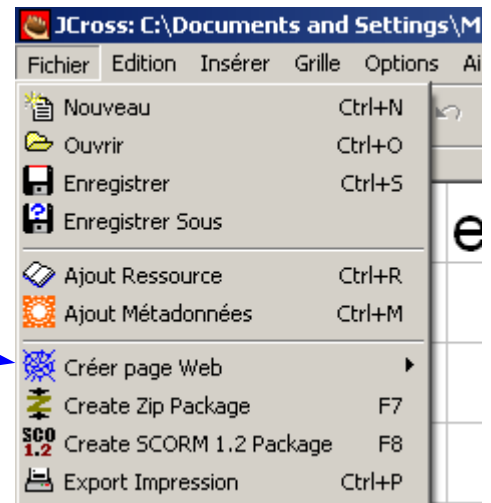 JCross: C:\Documents and Settings\M
Fichier Edition Insérer Grille Options Ai
Nouveau Ctrl+N
Ouvrir Ctrl+O
Enregistrer Ctrl+S
Enregistrer Sous
e
Ajout Ressource Ctrl+R
Ajout Métadonnées Ctrl+M
Créer page Web
Create Zip Package F7
SCO 1.2 Create SCORM 1.2 Package F8
Export Impression Ctrl+P